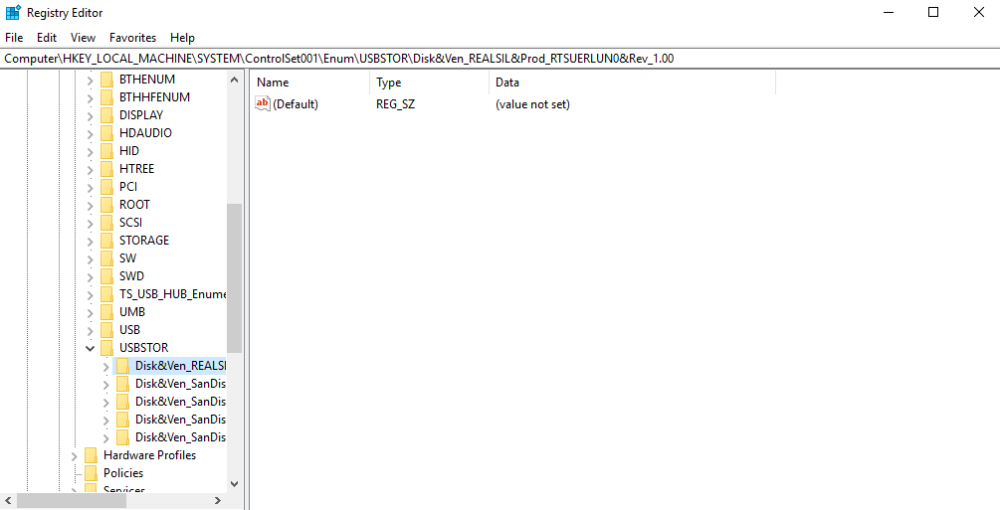 Registry Editor
File Edit View Favorites Help
Computer\HKEY_LOCAL_MACHINE\SYSTEM\ControlSet001\Enum\USBSTOR\Disk&Ven_REALSIL&Prod_RTSUERLUN0&Rev_1.00
BTHENUM
BTHHFENUM
DISPLAY
HDAUDIO
HID
HTREE
PCI
ROOT
SCSI
STORAGE
SW
SWD
TS_USB_HUB_Enume
UMB
USB
USBSTOR
Disk&Ven_REALSI
Disk&Ven_SanDis
Disk&Ven_SanDis
Disk&Ven_SanDis
Disk&Ven_SanDis
Hardware Profiles
Policies
Services
Name Type Data
ab (Default) REG_SZ (value not set)